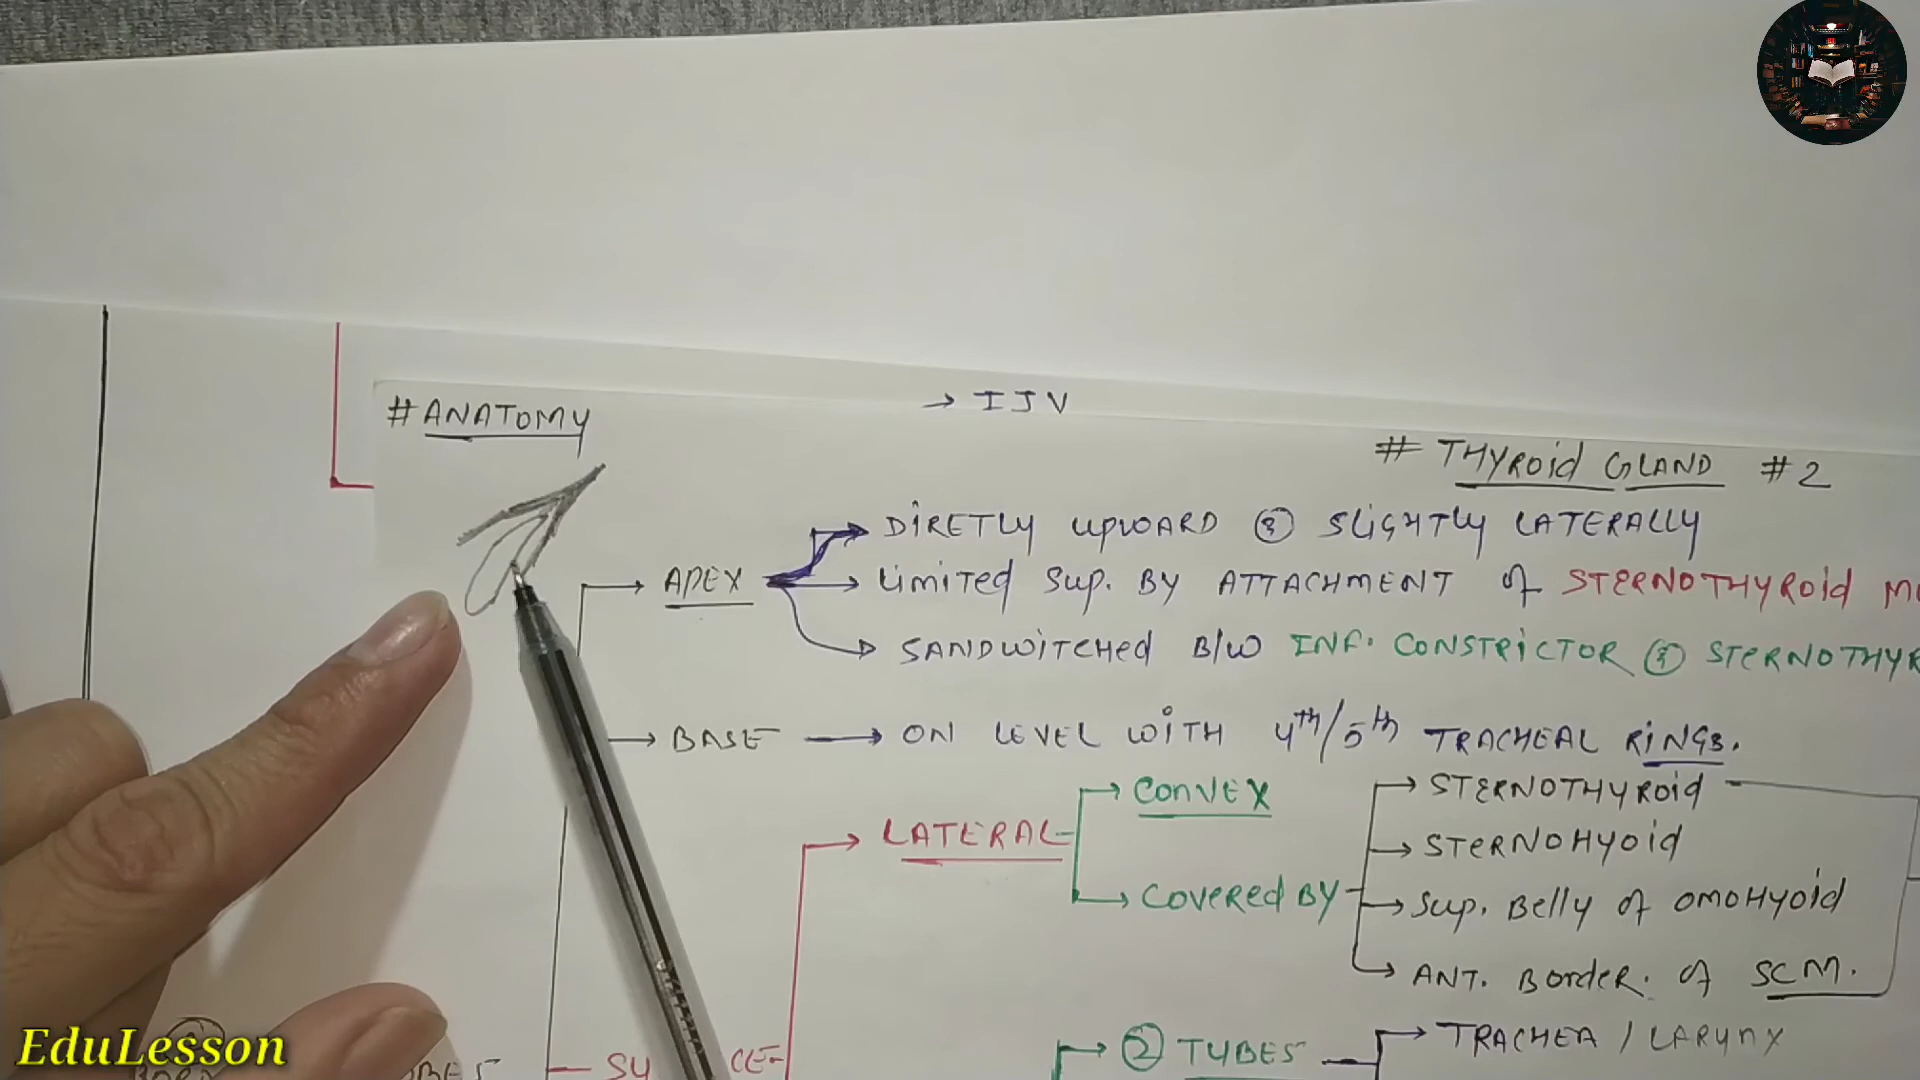 → IJV
# ANATOMY
# THYROID GLAND #2
DIRETLY UPWARD & SLIGHTLY LATERALLY
APEX → LIMITED SUP. BY ATTACHMENT OF STERNOTHYROID
SANDWITCHED B/W INF. CONSTRICTOR & STERNOTHYR
BASE → ON LEVEL WITH 4th/5th TRACHEAL RINGS.
LATERAL → CONVEX
→ STERNOTHYROID
→ STERNOHYOID
→ COVERED BY → SUP. BELLY OF OMOHYOID
→ ANT. BORDER. OF SCM.
→ ② TUBES → TRACHEA / LARYNX
EduLesson